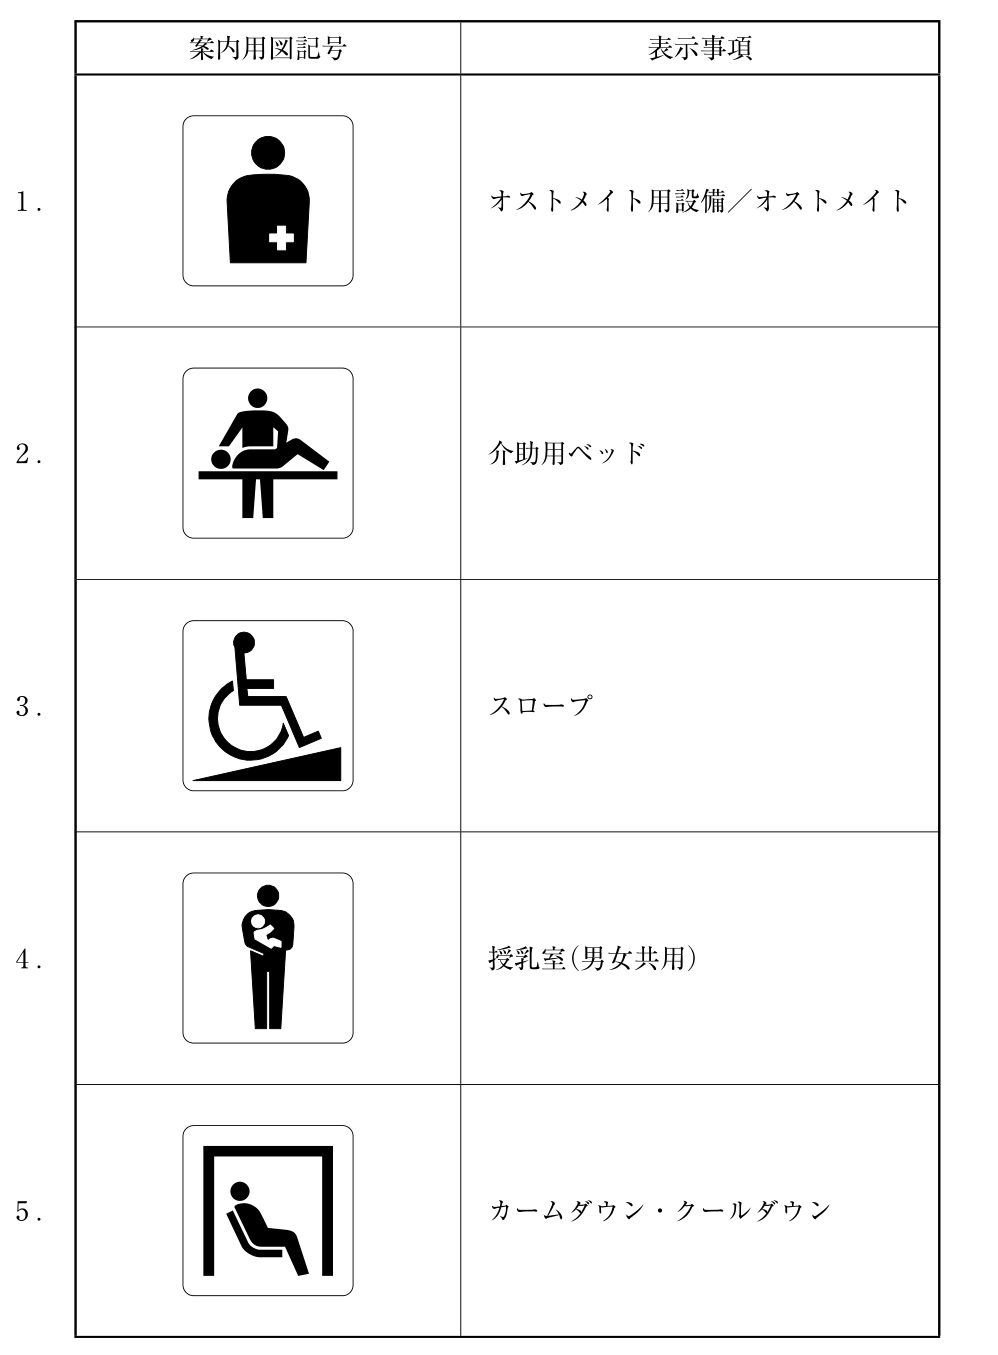 案内用図記号 表示事項
1. オストメイト用設備／オストメイト
2. 介助用ベッド
3. スロープ
4. 授乳室(男女共用)
5. カームダウン・クールダウン